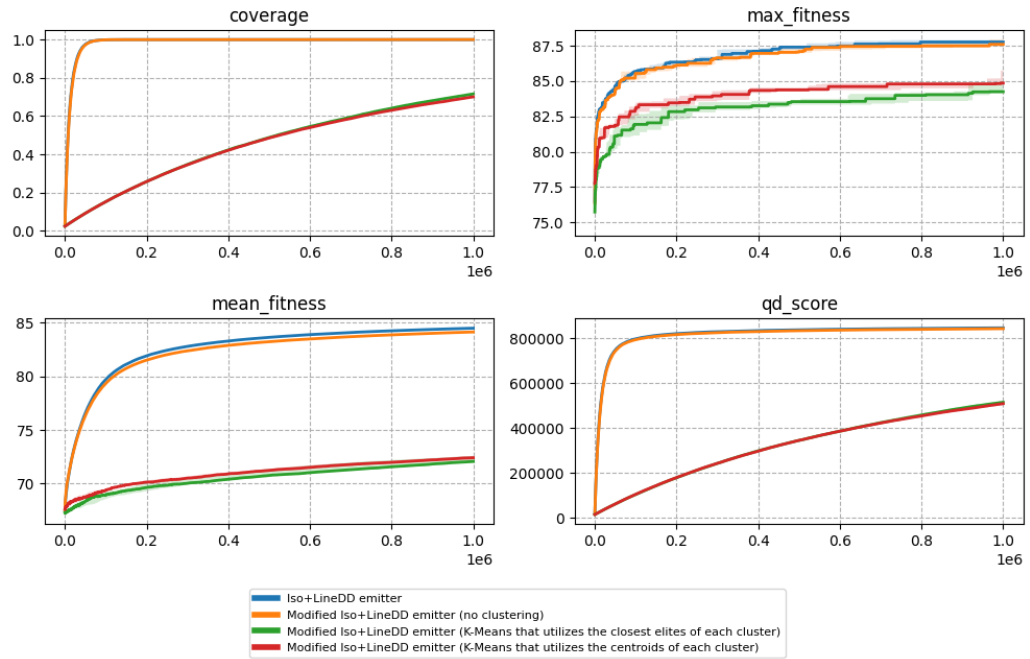 coverage
max_fitness
1.0
0.8
0.6
0.4
0.2
0.0
87.5
85.0
82.5
80.0
77.5
75.0
0.0 0.2 0.4 0.6 0.8 1.0
1e6
0.0 0.2 0.4 0.6 0.8 1.0
1e6
mean_fitness
qd_score
85
80
75
70
800000
600000
400000
200000
0
0.0 0.2 0.4 0.6 0.8 1.0
1e6
0.0 0.2 0.4 0.6 0.8 1.0
1e6
Iso+LineDD emitter
Modified Iso+LineDD emitter (no clustering)
Modified Iso+LineDD emitter (K-Means that utilizes the closest elites of each cluster)
Modified Iso+LineDD emitter (K-Means that utilizes the centroids of each cluster)